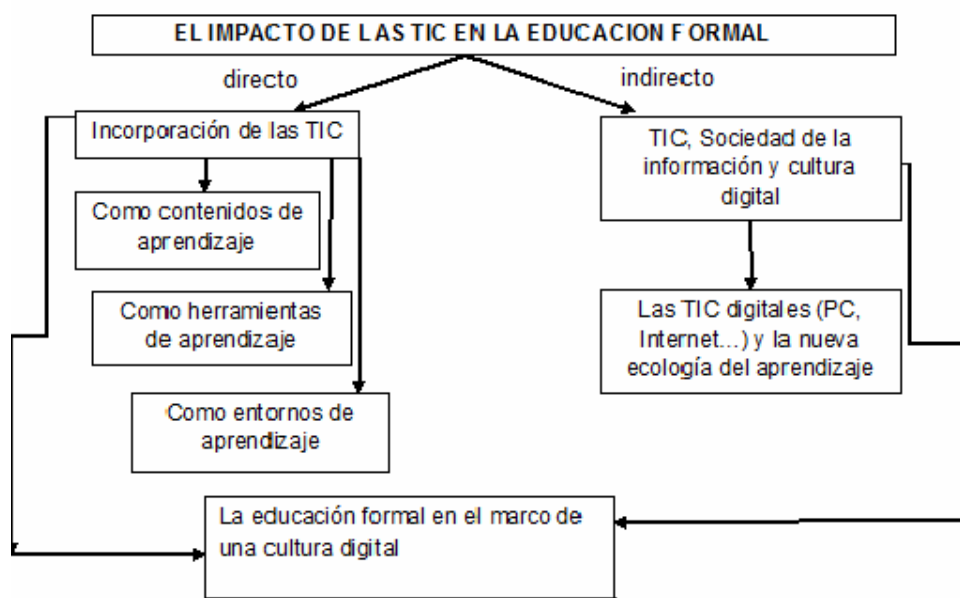 EL IMPACTO DE LAS TIC EN LA EDUCACION FORMAL
directo
indirecto
Incorporación de las TIC
TIC, Sociedad de la
información y cultura
digital
Como contenidos de
aprendizaje
Como herramientas
de aprendizaje
Las TIC digitales (PC,
Internet...) y la nueva
ecología del aprendizaje
Como entornos de
aprendizaje
La educación formal en el marco de
una cultura digital